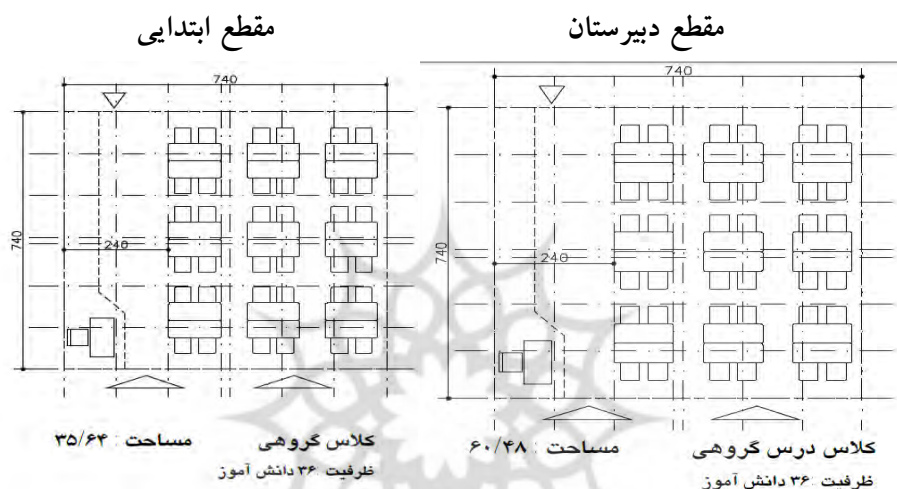 مقطع دبیرستان
740
740
240
کلاس درس گروهی مساحت : ۶۰/۴۸
ظرفیت : ۳۶ دانش آموز
مقطع ابتدایی
740
740
240
کلاس گروهی مساحت : ۳۵/۶۴
ظرفیت : ۳۶ دانش آموز